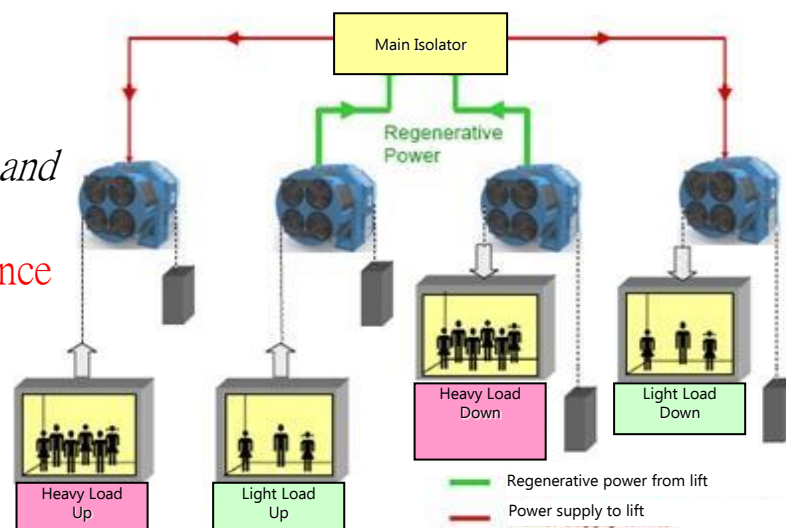 Main Isolator
Regenerative
Power
and
nce
Heavy Load
Up
Light Load
Up
Heavy Load
Down
Light Load
Down
Regenerative power from lift
Power supply to lift